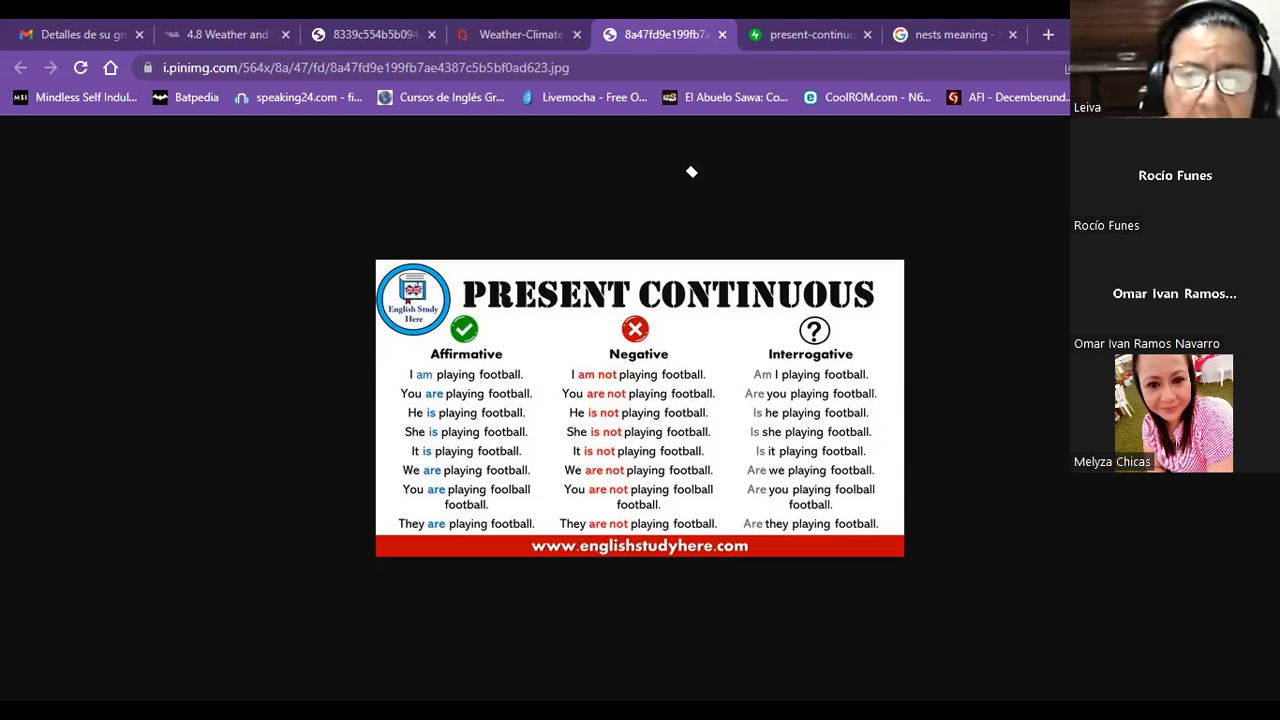 Detalles de su gr
4.8 Weather and
8339c554b5b094
Weather-Climate
8a47fd9e199fb7a
present-continuo
nests meaning -
i.pinimg.com/564x/8a/47/fd/8a47fd9e199fb7ae4387c5b5bf0ad623.jpg
Mindless Self Indul...
Batpedia
speaking24.com - fi...
Cursos de Inglés Gr...
Livemocha - Free O...
El Abuelo Sawa: Co...
CoolROM.com - N6...
AFI - Decemberund...
Leiva
Rocío Funes
Rocío Funes
Omar Ivan Ramos...
Omar Ivan Ramos Navarro
Melyza Chicas
English Study
Here
PRESENT CONTINUOUS
Affirmative
I am playing football.
You are playing football.
He is playing football.
She is playing football.
It is playing football.
We are playing football.
You are playing foolball
football.
They are playing football.
Negative
I am not playing football.
You are not playing football.
He is not playing football.
She is not playing football.
It is not playing football.
We are not playing football.
You are not playing foolball
football.
They are not playing football.
?
Interrogative
Am I playing football.
Are you playing football.
Is he playing football.
Is she playing football.
Is it playing football.
Are we playing football.
Are you playing foolball
football.
Are they playing football.
www.englishstudyhere.com